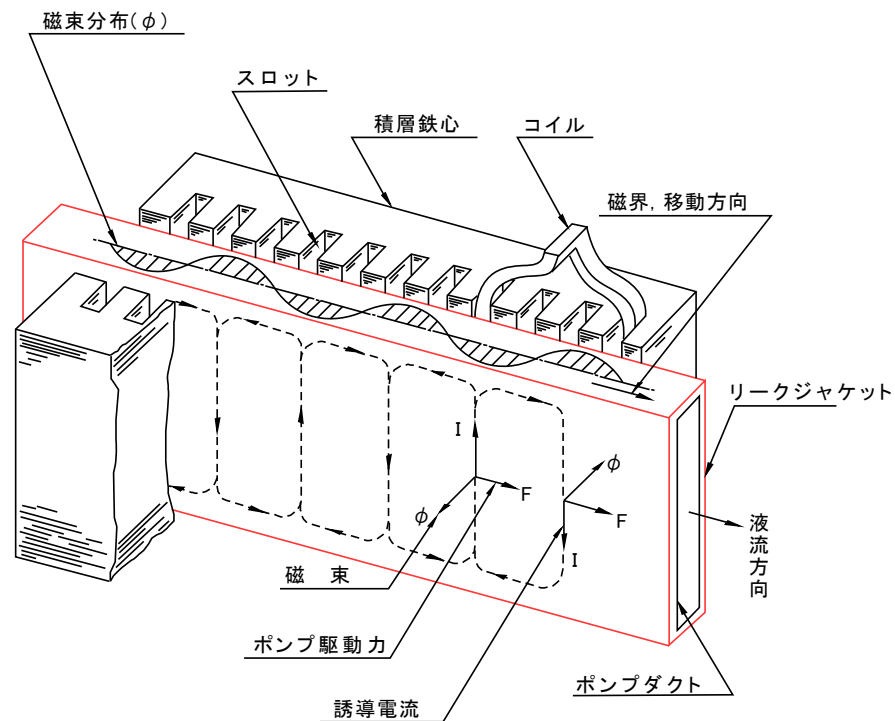 磁束分布(φ)
スロット
積層鉄心
コイル
磁界, 移動方向
リークジャケット
I
φ
F
φ
F
I
液流方向
磁 束
ポンプ駆動力
ポンプダクト
誘導電流